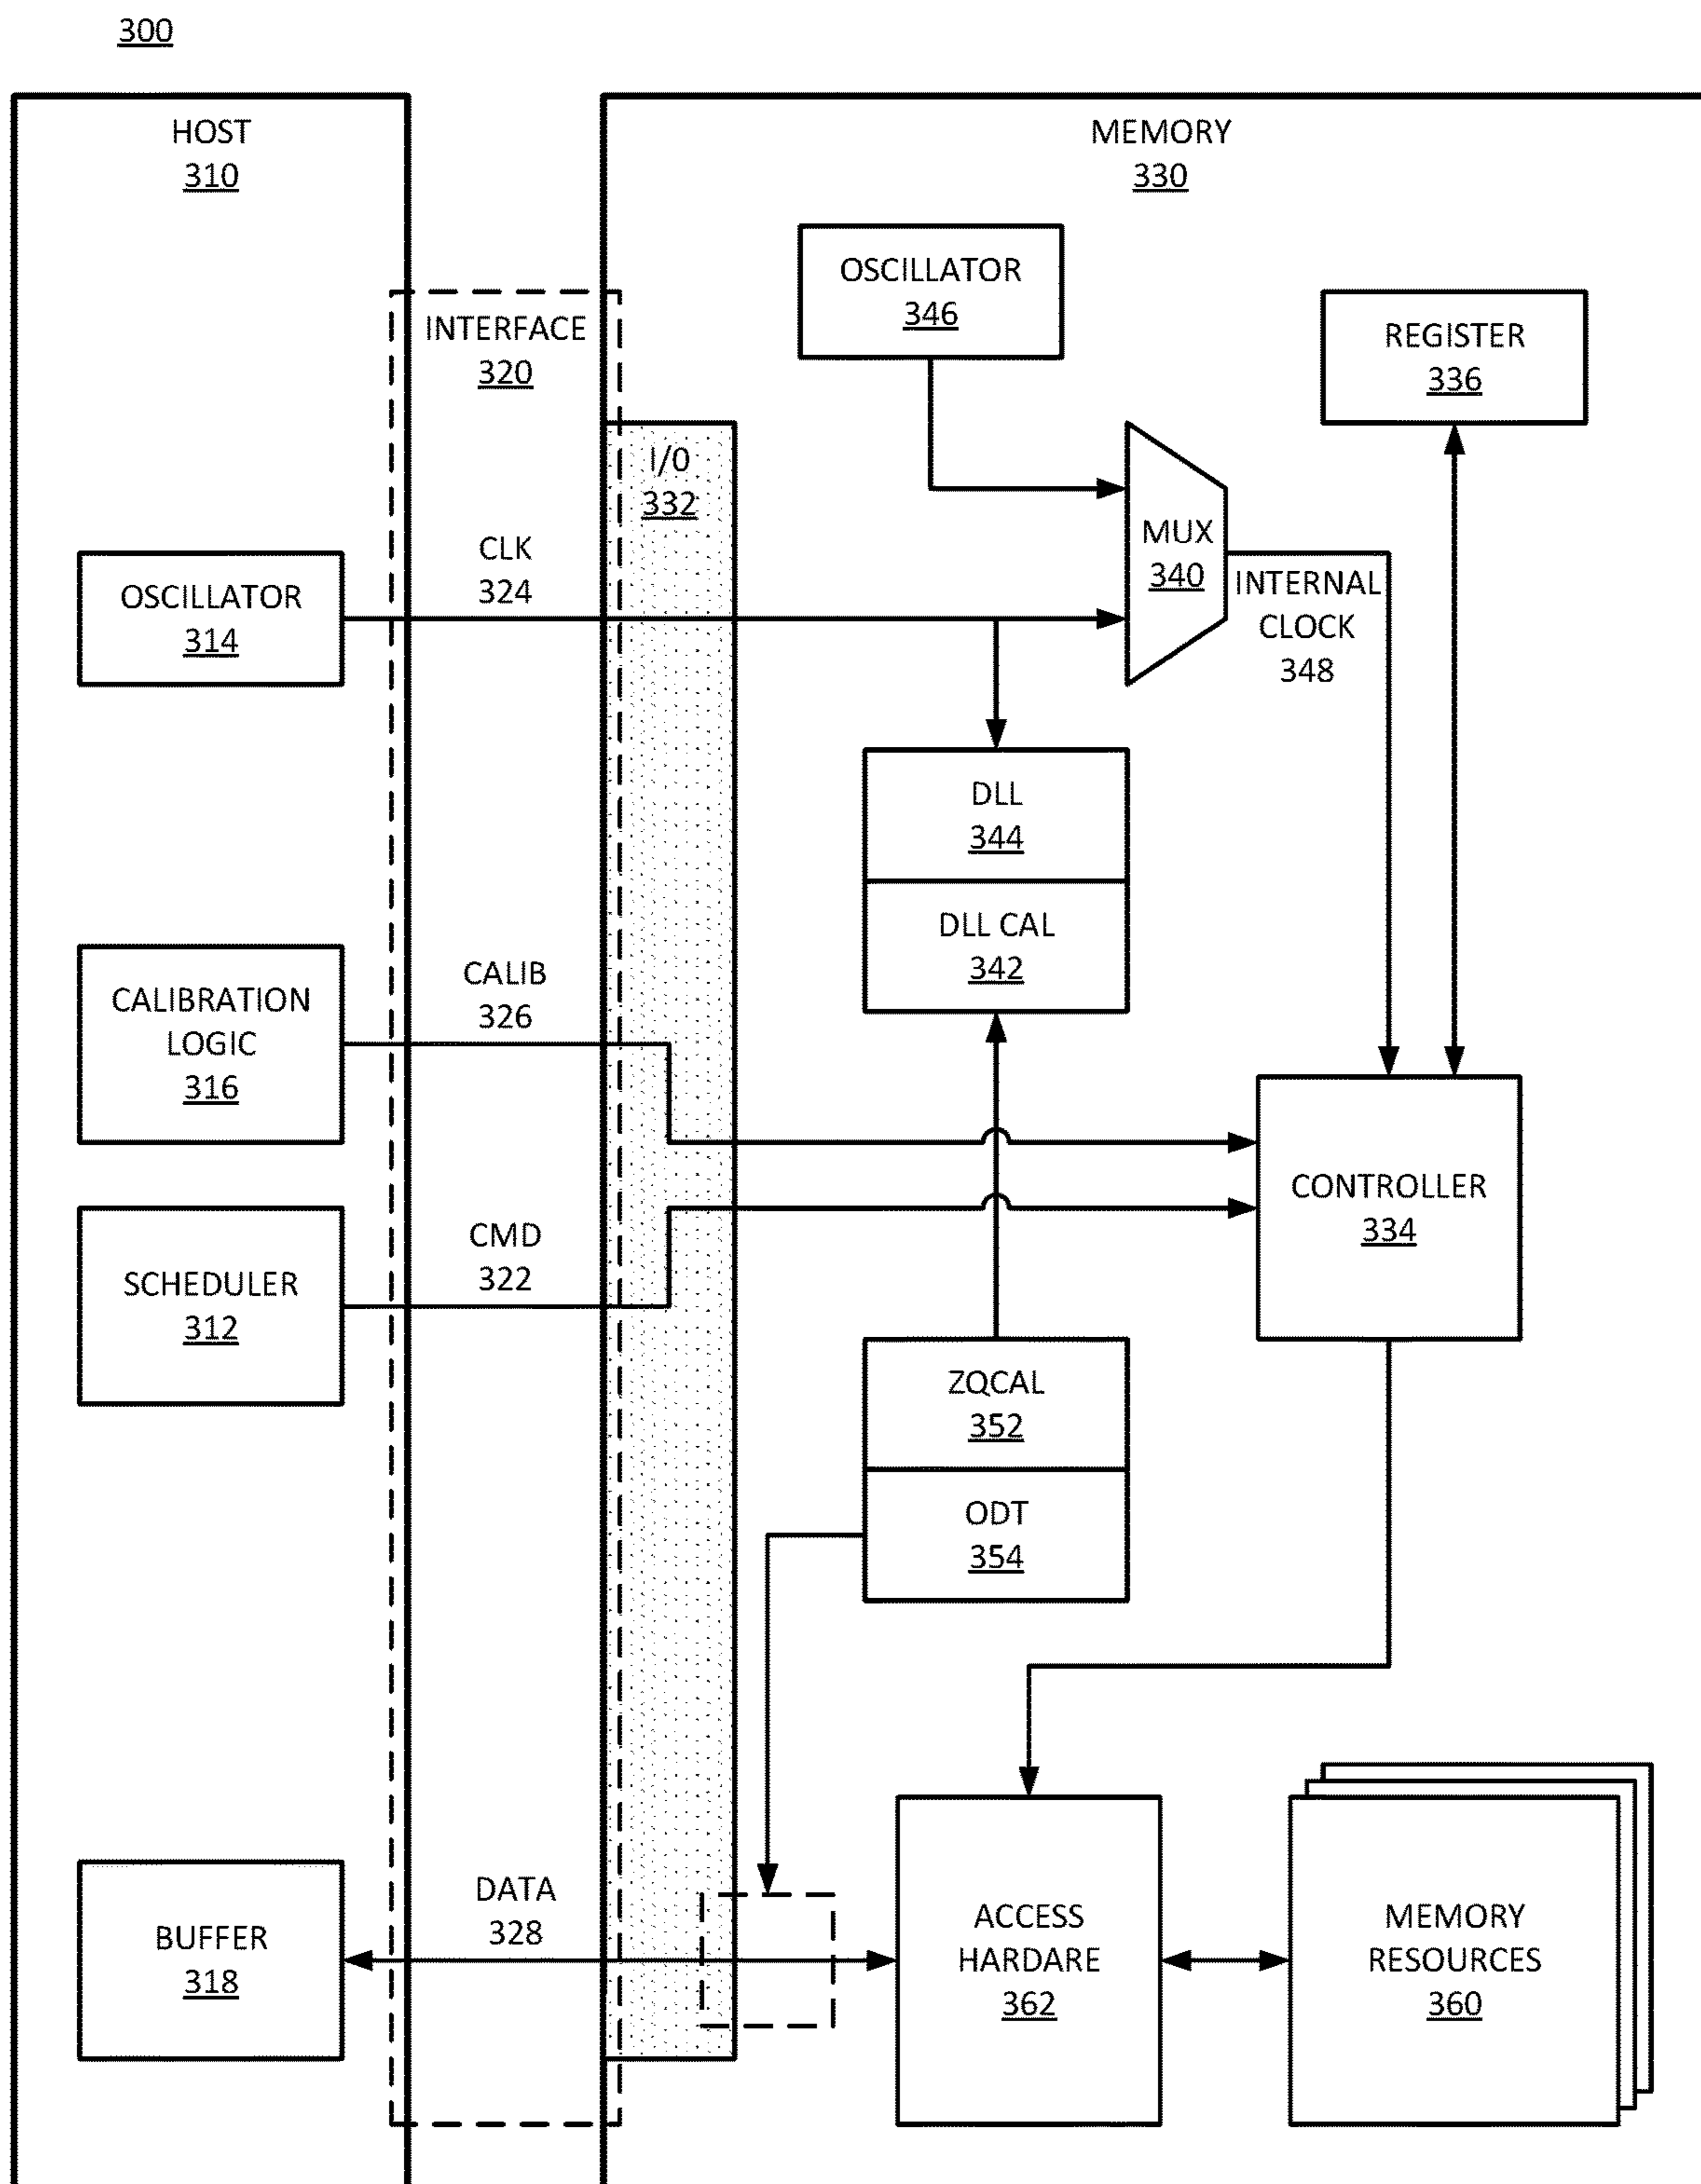 300
HOST
310
MEMORY
330
OSCILLATOR
346
INTERFACE
320
REGISTER
336
I/0
332
MUX
340
CLK
324
OSCILLATOR
314
INTERNAL
CLOCK
348
DLL
344
DLL CAL
342
CALIB
326
CALIBRATION
LOGIC
316
CONTROLLER
334
CMD
322
SCHEDULER
312
ZQCAL
352
ODT
354
DATA
328
BUFFER
318
ACCESS
HARDARE
362
MEMORY
RESOURCES
360